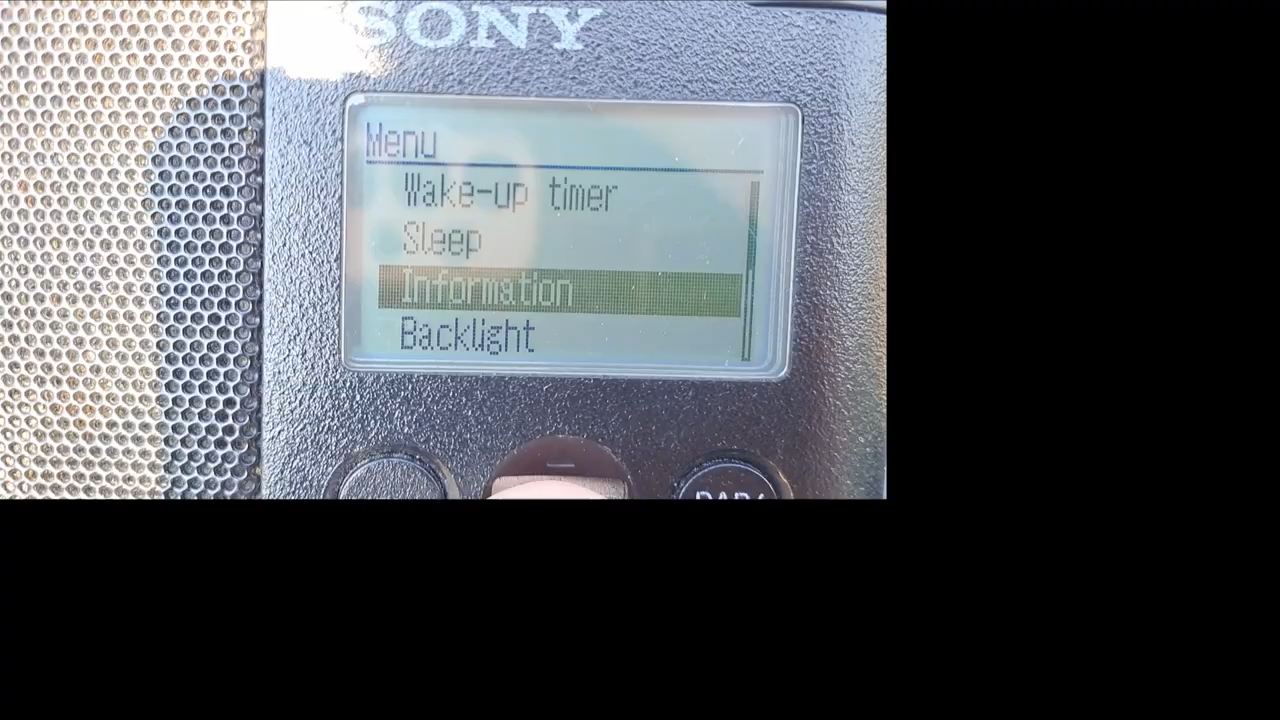 SONY
Menu
Wake-up timer
Sleep
Information
Backlight